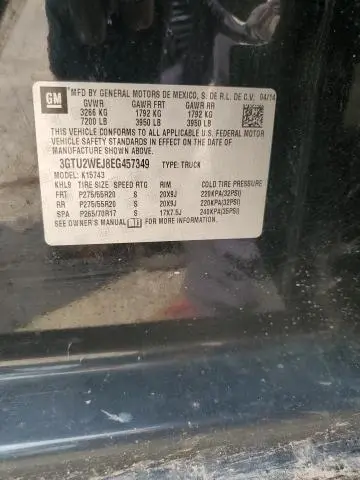 GM
MFD BY GENERAL MOTORS DE MEXICO, S. DE R.L. DE C.V. 04/14
GVWR GAWR FRT GAWR RR
3266 KG 1792 KG 1792 KG
7200 LB 3950 LB 3950 LB
THIS VEHICLE CONFORMS TO ALL APPLICABLE U.S. FEDERAL MOTOR
VEHICLE SAFETY STANDARDS IN EFFECT ON THE DATE OF
MANUFACTURE SHOWN ABOVE.
3GTU2WEJ8EG457349 TYPE: TRUCK
MODEL: K15743
KHLS TIRE SIZE SPEED RTG RIM COLD TIRE PRESSURE
FRT P275/55R20 S 20X9J 220KPA(32PSI)
RR P275/55R20 S 20X9J 220KPA(32PSI)
SPA P265/70R17 S 17X7.5J 240KPA(35PSI)
SEE OWNER'S MANUAL FOR MORE INFORMATION.